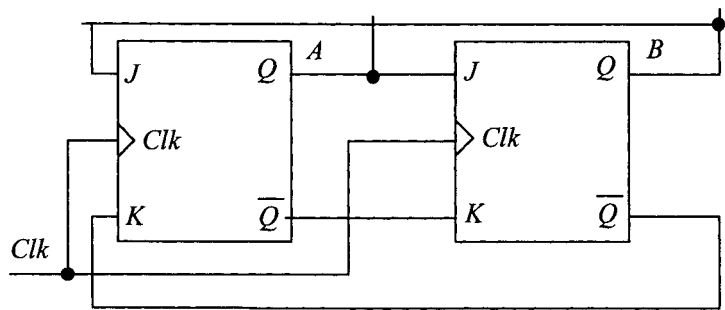 A B
J Q J Q
Clk Clk
K Q̅ K Q̅
Clk